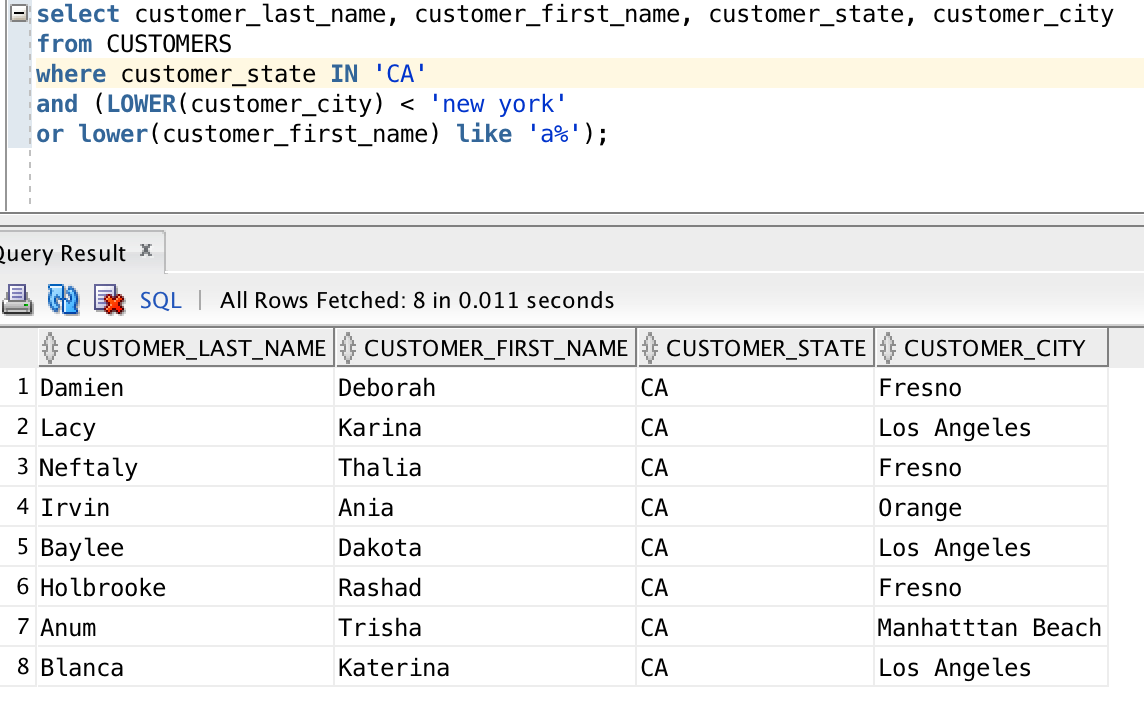 select customer_last_name, customer_first_name, customer_state, customer_city
from CUSTOMERS
where customer_state IN 'CA'
and (LOWER(customer_city) < 'new york'
or lower(customer_first_name) like 'a%');
Query Result
SQL | All Rows Fetched: 8 in 0.011 seconds
CUSTOMER_LAST_NAME CUSTOMER_FIRST_NAME CUSTOMER_STATE CUSTOMER_CITY
1 Damien Deborah CA Fresno
2 Lacy Karina CA Los Angeles
3 Neftaly Thalia CA Fresno
4 Irvin Ania CA Orange
5 Baylee Dakota CA Los Angeles
6 Holbrooke Rashad CA Fresno
7 Anum Trisha CA Manhatttan Beach
8 Blanca Katerina CA Los Angeles